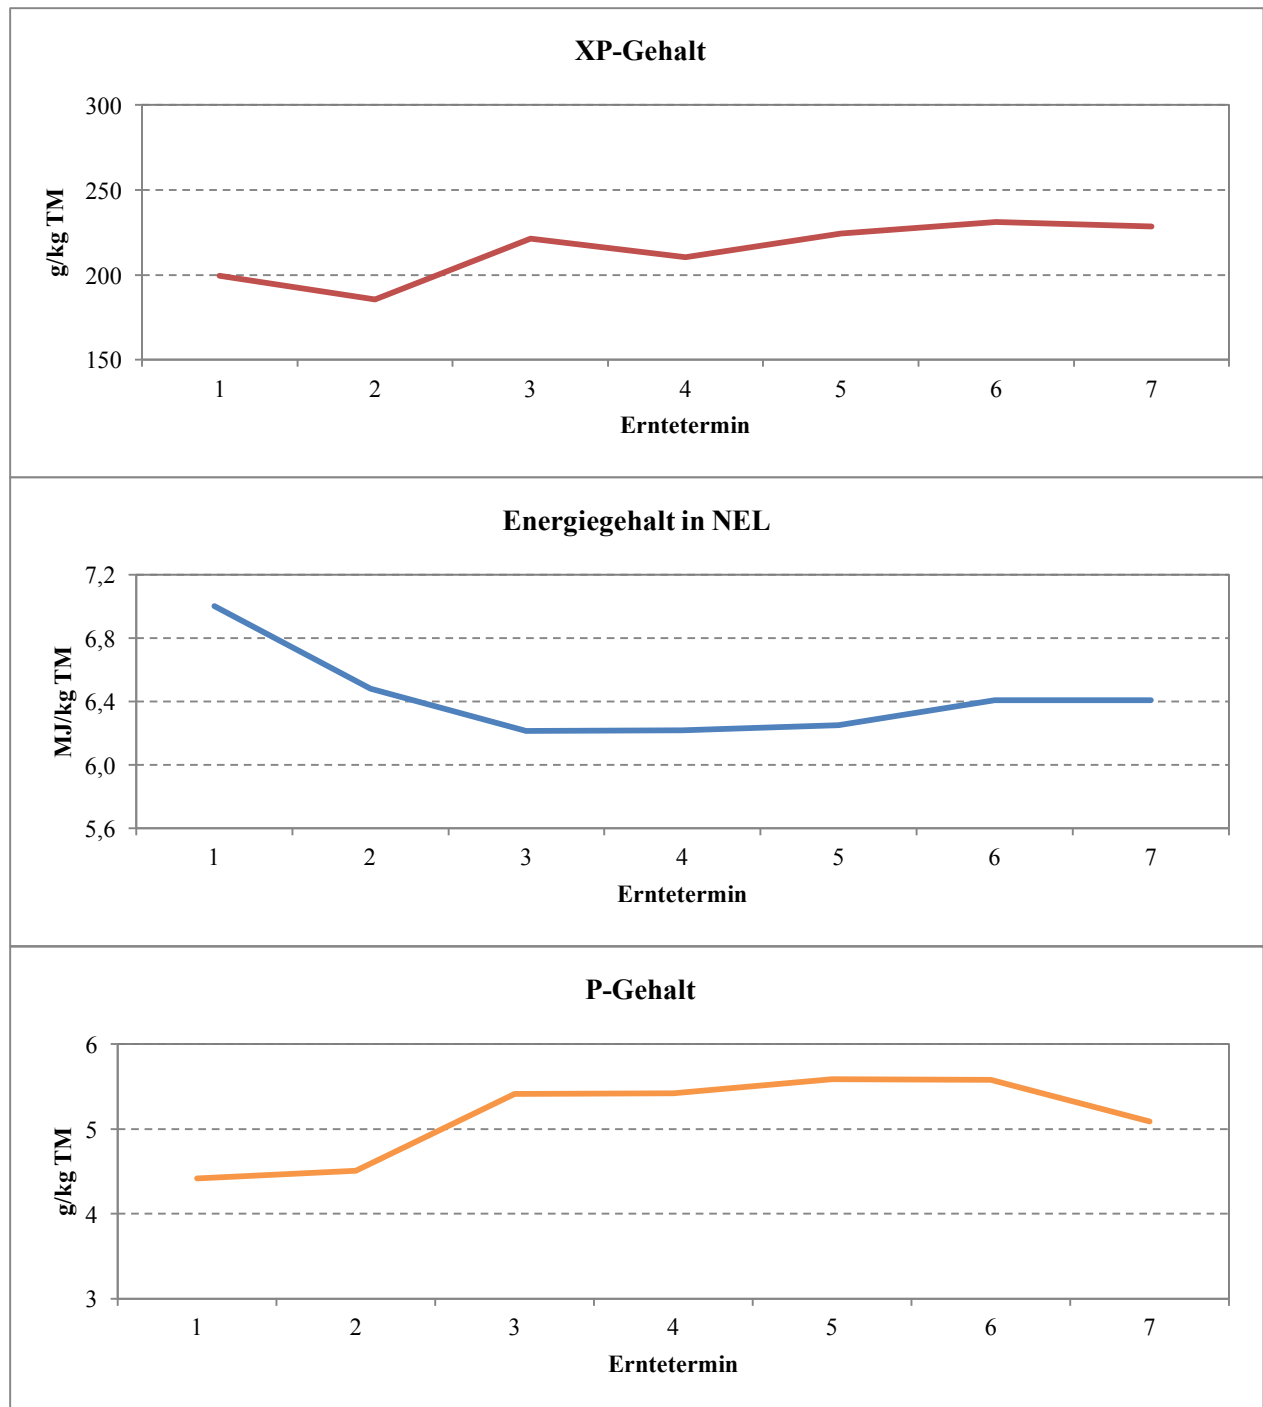 XP-Gehalt
300
250
200
150
g/kg TM
1 2 3 4 5 6 7
Erntetermin
Energiegehalt in NEL
7,2
6,8
6,4
6,0
5,6
MJ/kg TM
1 2 3 4 5 6 7
Erntetermin
P-Gehalt
6
5
4
3
g/kg TM
1 2 3 4 5 6 7
Erntetermin